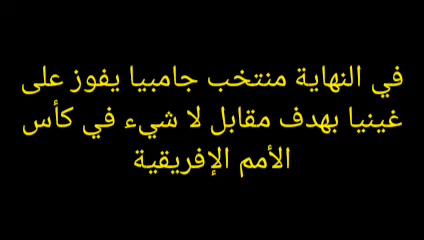 في النهاية منتخب جامبيا يفوز على
غينيا بهدف مقابل لا شيء في كأس
الأمم الإفريقية